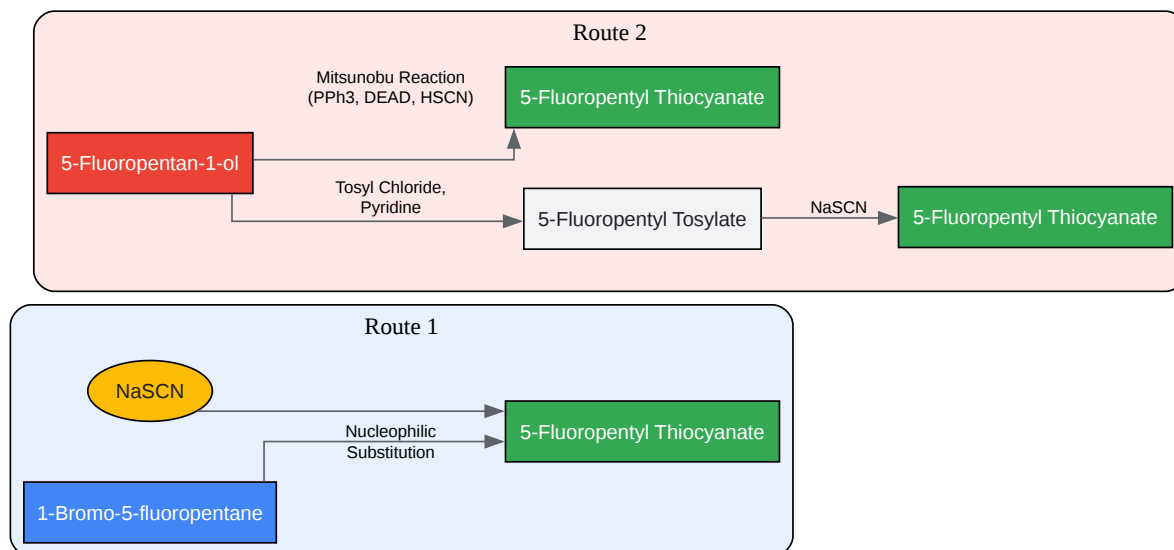 Route 2
Mitsunobu Reaction
(PPh3, DEAD, HSCN)
5-Fluoropentyl Thiocyanate
5-Fluoropentan-1-ol
Tosyl Chloride,
Pyridine
5-Fluoropentyl Tosylate
NaSCN
5-Fluoropentyl Thiocyanate
Route 1
NaSCN
Nucleophilic
Substitution
5-Fluoropentyl Thiocyanate
1-Bromo-5-fluoropentane